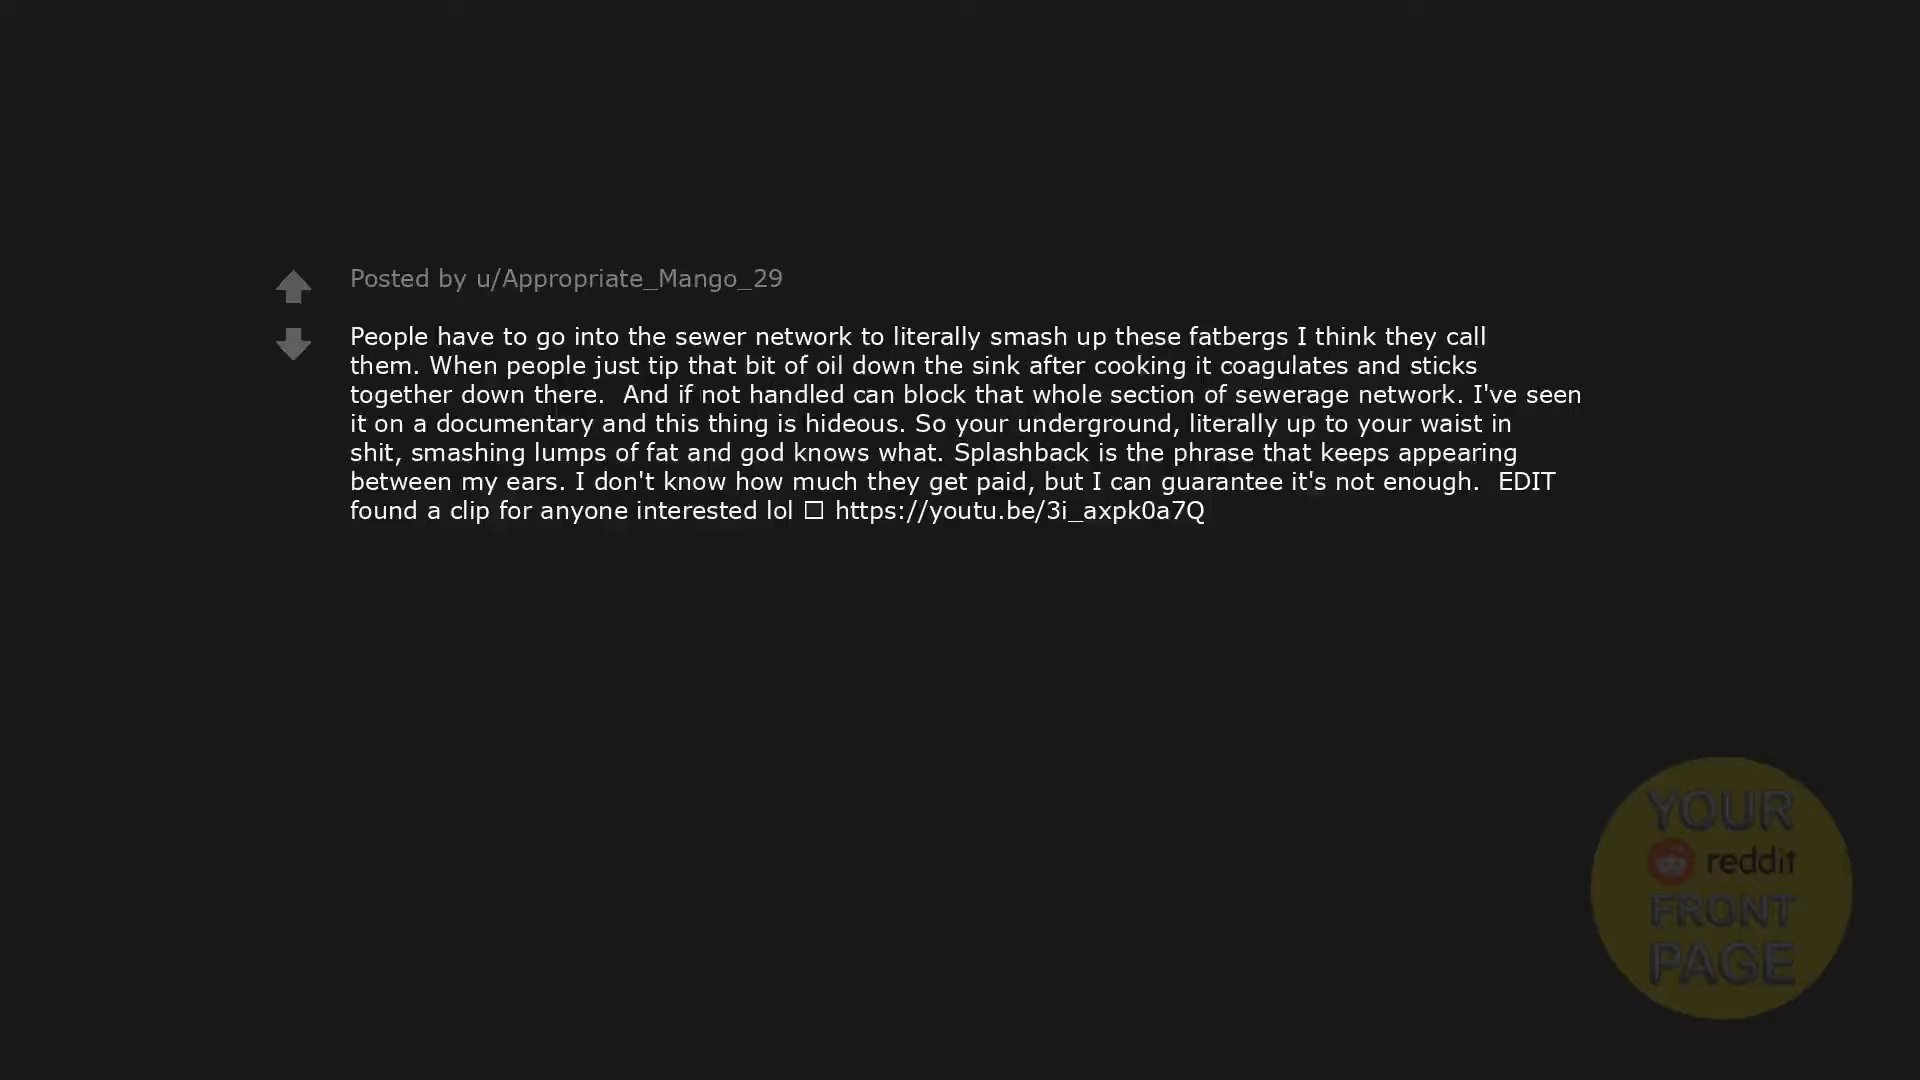 Posted by u/Appropriate_Mango_29
People have to go into the sewer network to literally smash up these fatbergs I think they call
them. When people just tip that bit of oil down the sink after cooking it coagulates and sticks
together down there.  And if not handled can block that whole section of sewerage network. I've seen
it on a documentary and this thing is hideous. So your underground, literally up to your waist in
shit, smashing lumps of fat and god knows what. Splashback is the phrase that keeps appearing
between my ears. I don't know how much they get paid, but I can guarantee it's not enough.  EDIT
found a clip for anyone interested lol □ https://youtu.be/3i_axpk0a7Q
YOUR
reddit
FRONT
PAGE